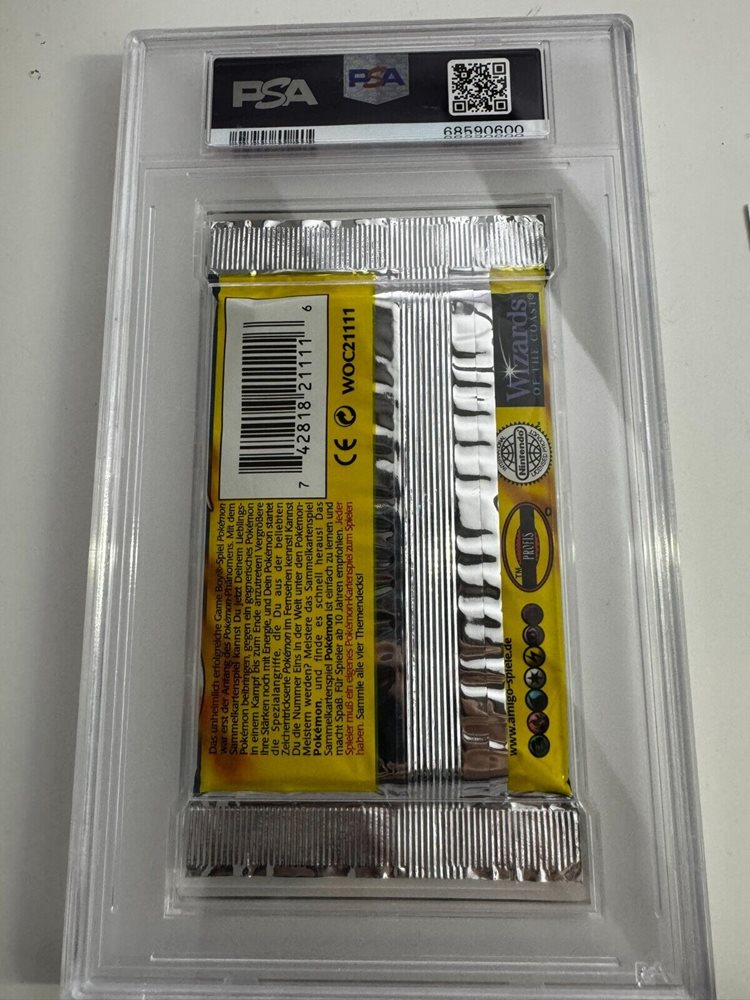 PSA
PSA
68590600
7 42818 21111 6
CE WOC21111
Das unheimlich erfolgreiche Game Boy®-Spiel Pokémon
war erst der Anfang des Pokémon-Phänomens. Mit dem
Sammelkartenspiel kannst Du jetzt Deinem Lieblings-
Pokémon beibringen, gegen ein gegnerisches Pokémon
in einem Kampf bis zum Ende anzutreten! Vergrößere
ihre Stärken noch mit Energie, und Dein Pokémon startet
die Spezialangriffe, die Du aus der beliebten
Zeichentrickserie Pokémon im Fernsehen kennst! Kannst
Du die Nummer Eins in der Welt unter den Pokémon-
Meistern werden? Meistere das Sammelkartenspiel
Pokémon, und finde es schnell heraus! Das
Sammelkartenspiel Pokémon ist einfach zu lernen und
macht Spaß. Für Spieler ab 10 Jahren empfohlen. Jeder
Spieler muß ein eigenes Pokémon-Kartenspiel zum Spielen
haben. Sammle alle vier Themendecks!
Wizards
OF THE COAST®
Nintendo
PROFIS
www.amigo-spiele.de
PSA